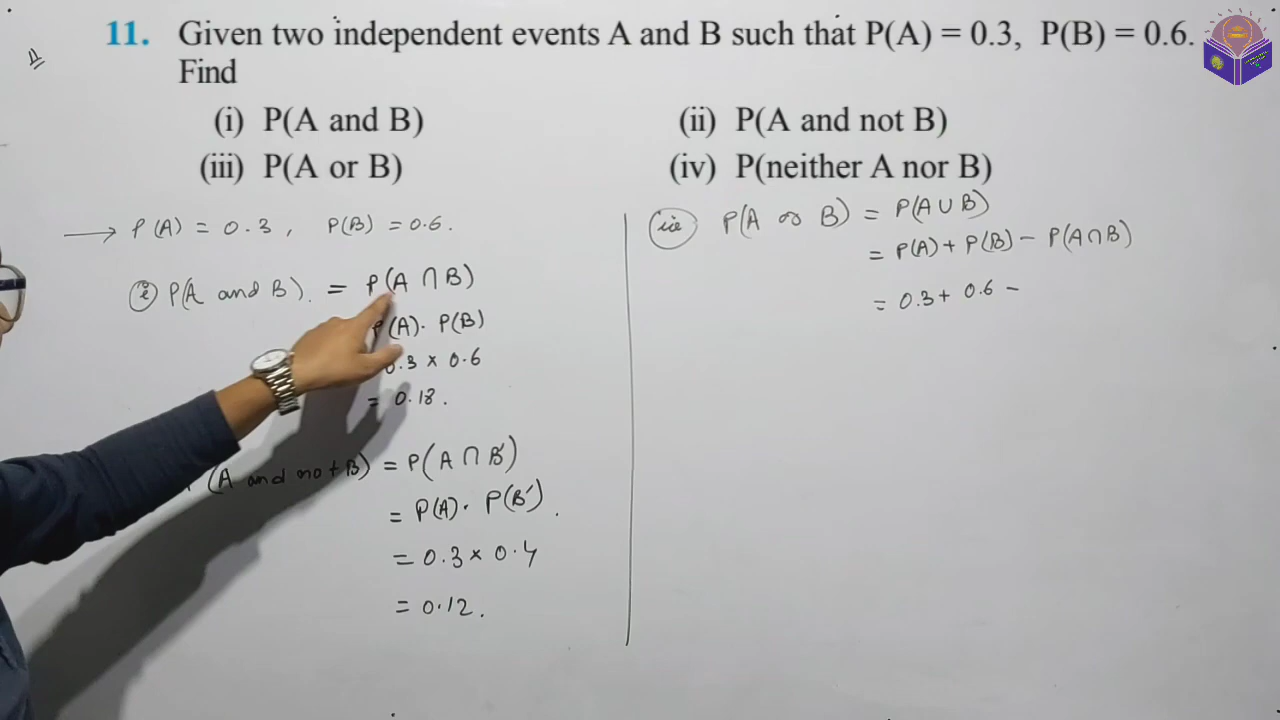 11. Given two independent events A and B such that P(A) = 0.3, P(B) = 0.6.
Find
(i) P(A and B) (ii) P(A and not B)
(iii) P(A or B) (iv) P(neither A nor B)
→ P(A) = 0.3, P(B) = 0.6.
(i) P(A and B). = P(A ∩ B)
P(A). P(B)
0.3 x 0.6
= 0.18.
(A and not B) = P(A ∩ B')
= P(A). P(B').
= 0.3 x 0.4
= 0.12.
P(A or B) = P(A ∪ B)
= P(A) + P(B) − P(A ∩ B)
= 0.3 + 0.6 −